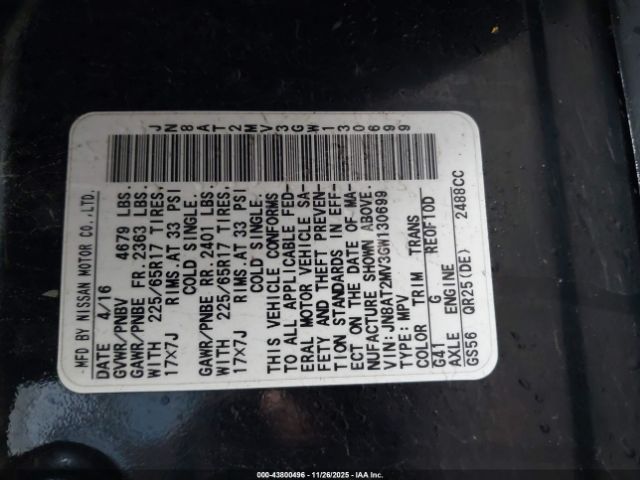 MFD BY NISSAN MOTOR CO.,LTD.
DATE 4/16
GVWR/PNBV 4679 LBS.
GAWR/PNBE FR. 2363 LBS.
WITH 225/65R17 TIRES,
17X7J RIMS.AT 33 PSI
COLD SINGLE.
GAWR/PNBE RR. 2401 LBS.
WITH 225/65R17 TIRES,
17X7J RIMS.AT 33 PSI
COLD SINGLE.
THIS VEHICLE CONFORMS
TO ALL APPLICABLE FED-
ERAL MOTOR VEHICLE SA-
FETY AND THEFT PREVEN-
TION STANDARDS IN EFF-
ECT ON THE DATE OF MA-
NUFACTURE SHOWN ABOVE.
VIN:JN8AT2MV3GW130699
TYPE: MPV
COLOR TRIM TRANS
G41 G RE0F10D
AXLE ENGINE
GS56 QR25(DE) 2488CC
JN8AT2MV3GW130699
000-43800496 | 11/26/2025 | IAAI.COM